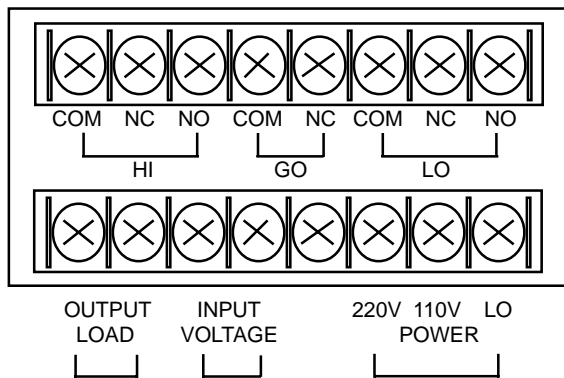 COM NC NO COM NC COM NC NO
HI GO LO
OUTPUT INPUT 220V 110V LO
LOAD VOLTAGE POWER